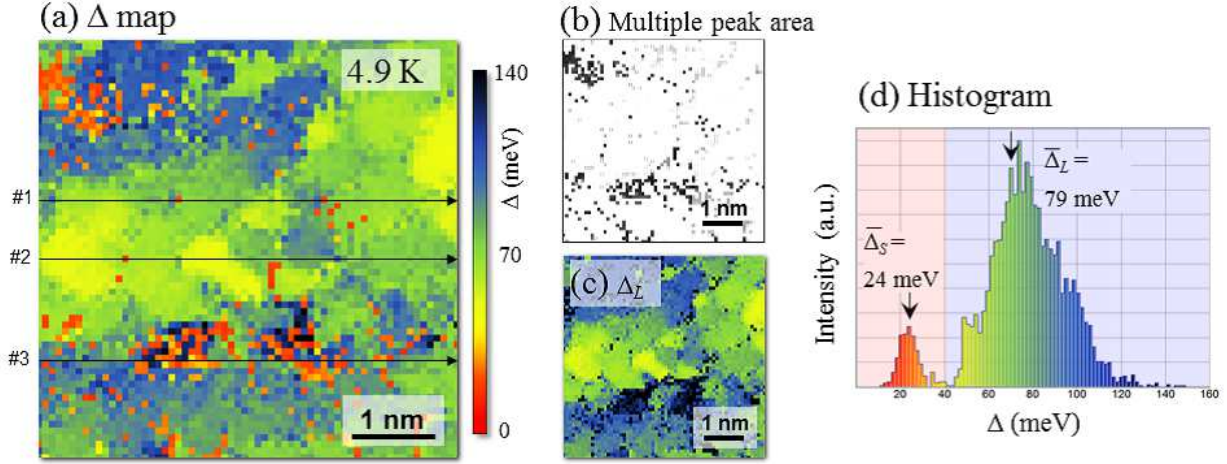 (a) Δ map
4.9 K
140
70
0
Δ (meV)
#1
#2
#3
1 nm
(b) Multiple peak area
1 nm
(c) Δ_L
1 nm
(d) Histogram
Δ̅_L =
79 meV
Δ̅_S =
24 meV
Intensity (a.u.)
20 40 60 80 100 120 140 160
Δ (meV)